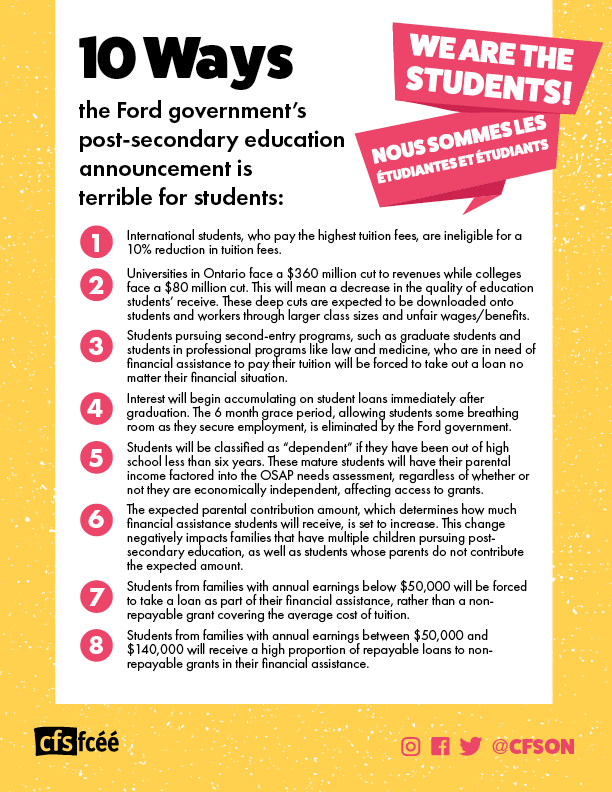 10 Ways
the Ford government's
post-secondary education
announcement is
terrible for students:
WE ARE THE
STUDENTS!
NOUS SOMMES LES
ÉTUDIANTES ET ÉTUDIANTS
1
International students, who pay the highest tuition fees, are ineligible for a
10% reduction in tuition fees.
2
Universities in Ontario face a $360 million cut to revenues while colleges
face a $80 million cut. This will mean a decrease in the quality of education
students' receive. These deep cuts are expected to be downloaded onto
students and workers through larger class sizes and unfair wages/benefits.
3
Students pursuing second-entry programs, such as graduate students and
students in professional programs like law and medicine, who are in need of
financial assistance to pay their tuition will be forced to take out a loan no
matter their financial situation.
4
Interest will begin accumulating on student loans immediately after
graduation. The 6 month grace period, allowing students some breathing
room as they secure employment, is eliminated by the Ford government.
5
Students will be classified as “dependent” if they have been out of high
school less than six years. These mature students will have their parental
income factored into the OSAP needs assessment, regardless of whether or
not they are economically independent, affecting access to grants.
6
The expected parental contribution amount, which determines how much
financial assistance students will receive, is set to increase. This change
negatively impacts families that have multiple children pursuing post-
secondary education, as well as students whose parents do not contribute
the expected amount.
7
Students from families with annual earnings below $50,000 will be forced
to take a loan as part of their financial assistance, rather than a non-
repayable grant covering the average cost of tuition.
8
Students from families with annual earnings between $50,000 and
$140,000 will receive a high proportion of repayable loans to non-
repayable grants in their financial assistance.
cfsfcéé
@CFSON